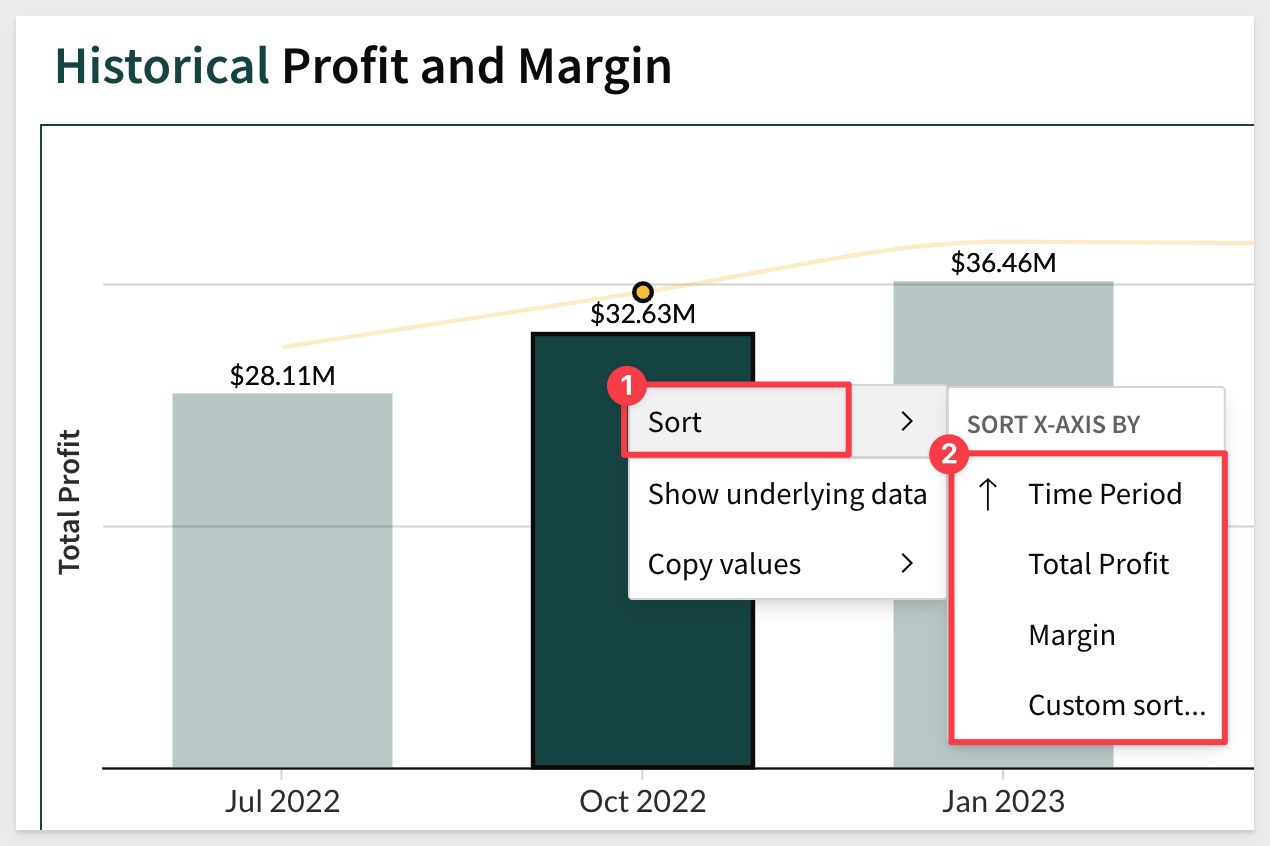 Historical Profit and Margin
$36.46M
$32.63M
$28.11M
Total Profit
1
Sort
SORT X-AXIS BY
2
Show underlying data
Time Period
Copy values
Total Profit
Margin
Custom sort...
Jul 2022
Oct 2022
Jan 2023